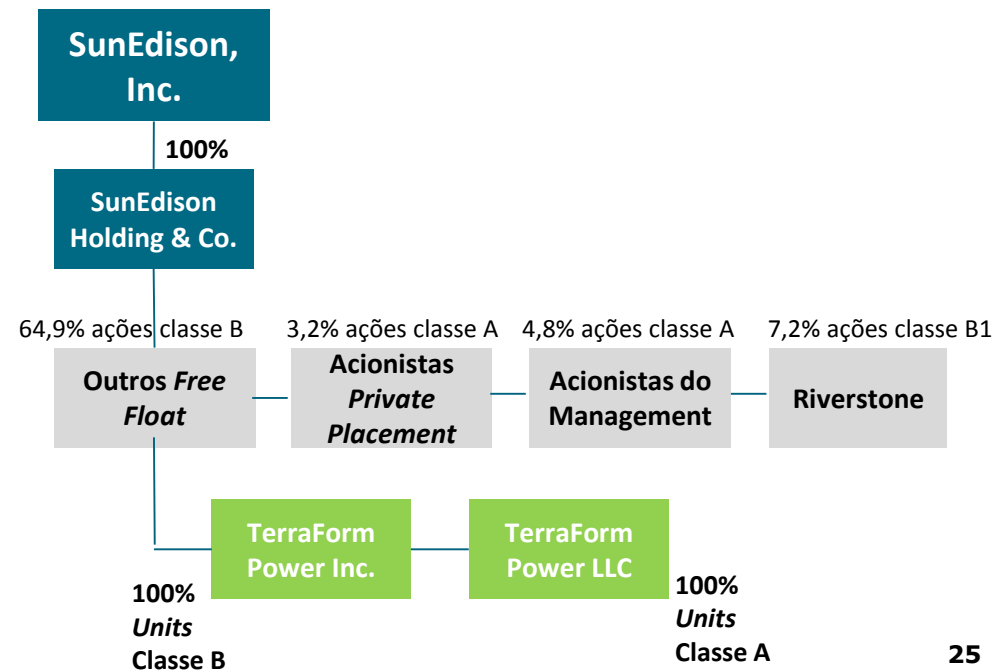 SunEdison,
Inc.
100%
SunEdison
Holding & Co.
64,9% ações classe B
3,2% ações classe A
4,8% ações classe A
7,2% ações classe B1
Outros Free
Float
Acionistas
Private
Placement
Acionistas do
Management
Riverstone
TerraForm
Power Inc.
TerraForm
Power LLC
100%
Units
Classe B
100%
Units
Classe A
25